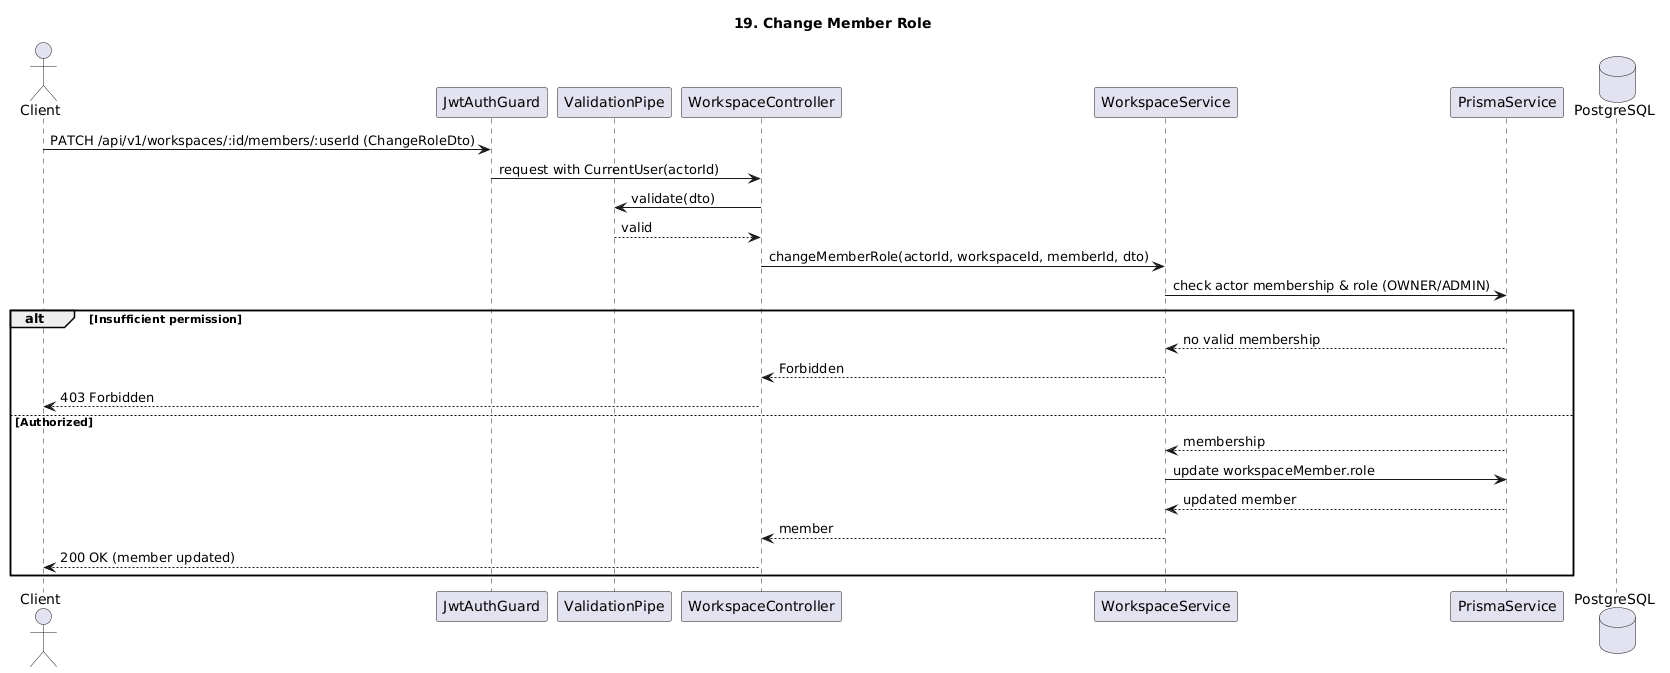 19. Change Member Role
Client
JwtAuthGuard
ValidationPipe
WorkspaceController
WorkspaceService
PrismaService
PostgreSQL
PATCH /api/v1/workspaces/:id/members/:userId (ChangeRoleDto)
request with CurrentUser(actorId)
validate(dto)
valid
changeMemberRole(actorId, workspaceId, memberId, dto)
check actor membership & role (OWNER/ADMIN)
alt [Insufficient permission]
no valid membership
Forbidden
403 Forbidden
[Authorized]
membership
update workspaceMember.role
updated member
member
200 OK (member updated)
Client
JwtAuthGuard
ValidationPipe
WorkspaceController
WorkspaceService
PrismaService
PostgreSQL